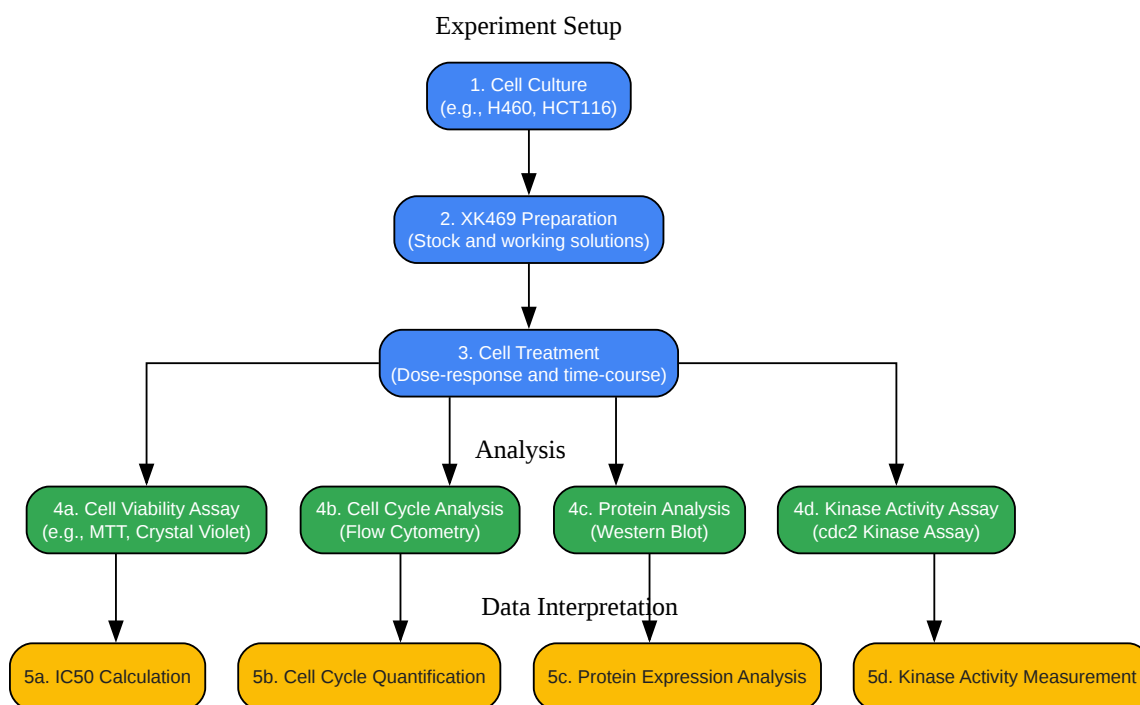 Experiment Setup
1. Cell Culture
(e.g., H460, HCT116)
2. XK469 Preparation
(Stock and working solutions)
3. Cell Treatment
(Dose-response and time-course)
Analysis
4a. Cell Viability Assay
(e.g., MTT, Crystal Violet)
4b. Cell Cycle Analysis
(Flow Cytometry)
4c. Protein Analysis
(Western Blot)
4d. Kinase Activity Assay
(cdc2 Kinase Assay)
Data Interpretation
5a. IC50 Calculation
5b. Cell Cycle Quantification
5c. Protein Expression Analysis
5d. Kinase Activity Measurement